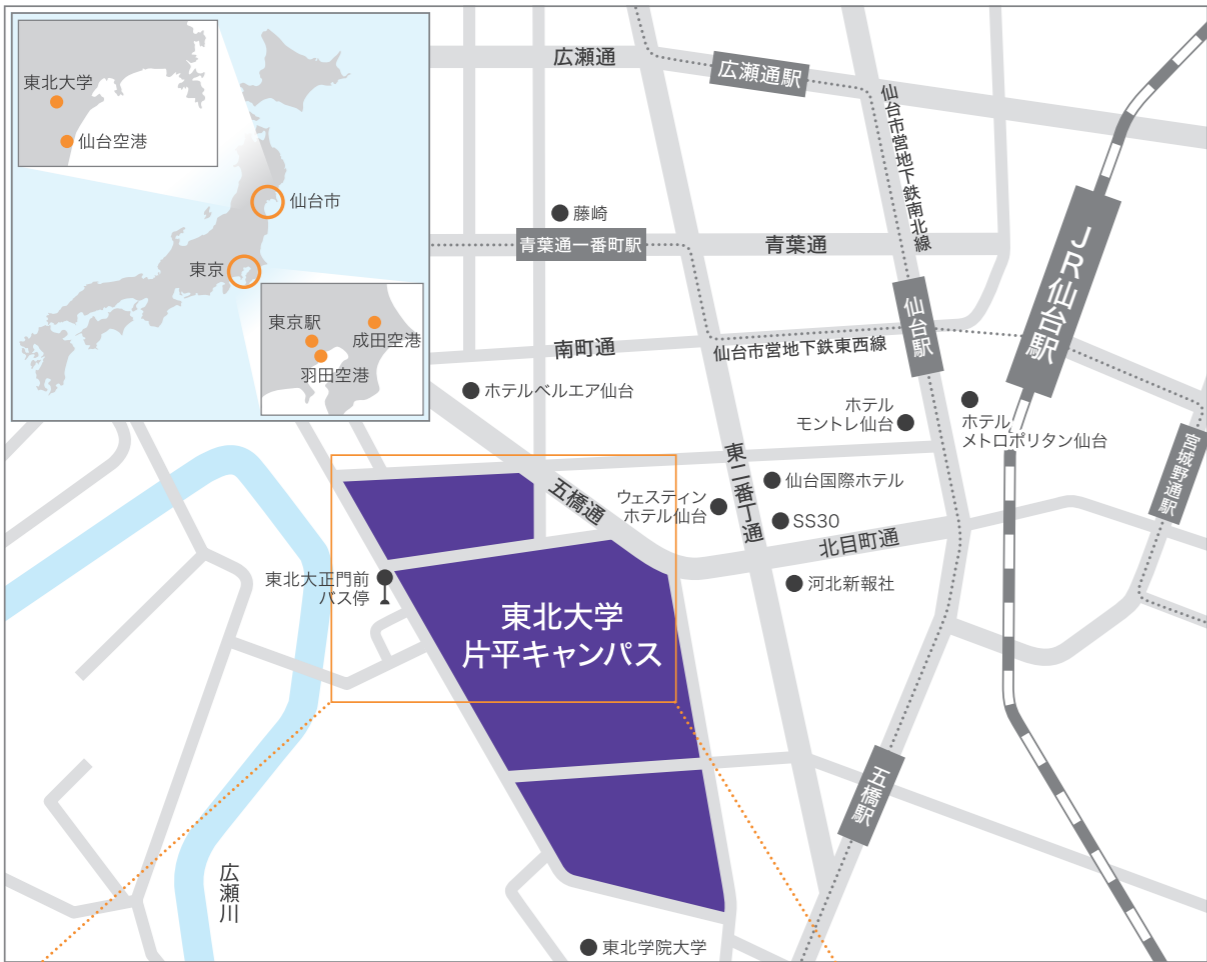 東北大学
仙台空港
仙台市
東京
東京駅
成田空港
羽田空港
広瀬通
広瀬通駅
仙台市営地下鉄南北線
藤崎
青葉通一番町駅
青葉通
JR仙台駅
仙台駅
南町通
仙台市営地下鉄東西線
ホテルベルエア仙台
ホテル
モントレ仙台
ホテル
メトロポリタン仙台
宮城野通駅
東二番丁通
仙台国際ホテル
五橋通
ウェスティン
ホテル仙台
SS30
北目町通
河北新報社
東北大正門前
バス停
東北大学
片平キャンパス
五橋駅
広瀬川
東北学院大学